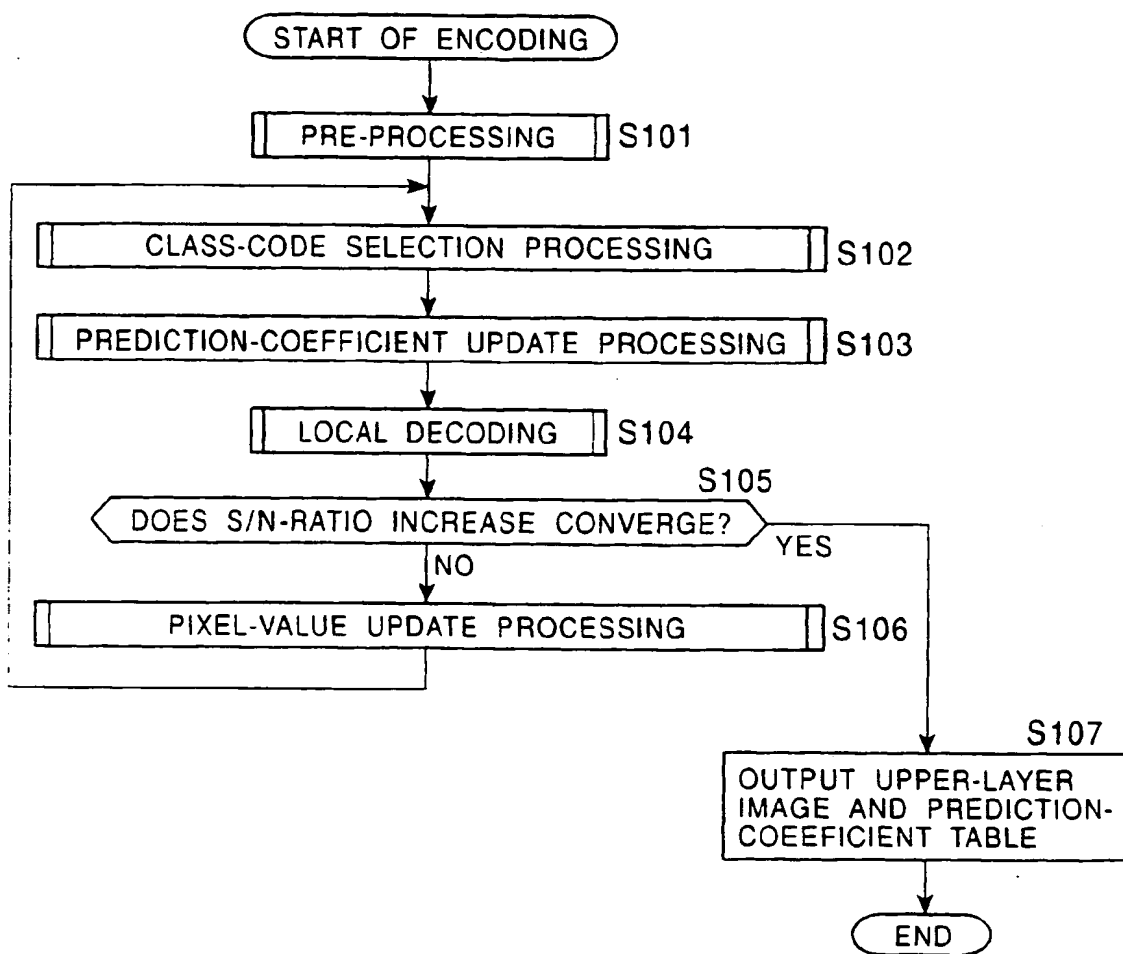 START OF ENCODING
PRE-PROCESSING
S101
CLASS-CODE SELECTION PROCESSING
S102
PREDICTION-COEFFICIENT UPDATE PROCESSING
S103
LOCAL DECODING
S104
S105
DOES S/N-RATIO INCREASE CONVERGE?
YES
NO
PIXEL-VALUE UPDATE PROCESSING
S106
S107
OUTPUT UPPER-LAYER
IMAGE AND PREDICTION-
COEEFICIENT TABLE
END